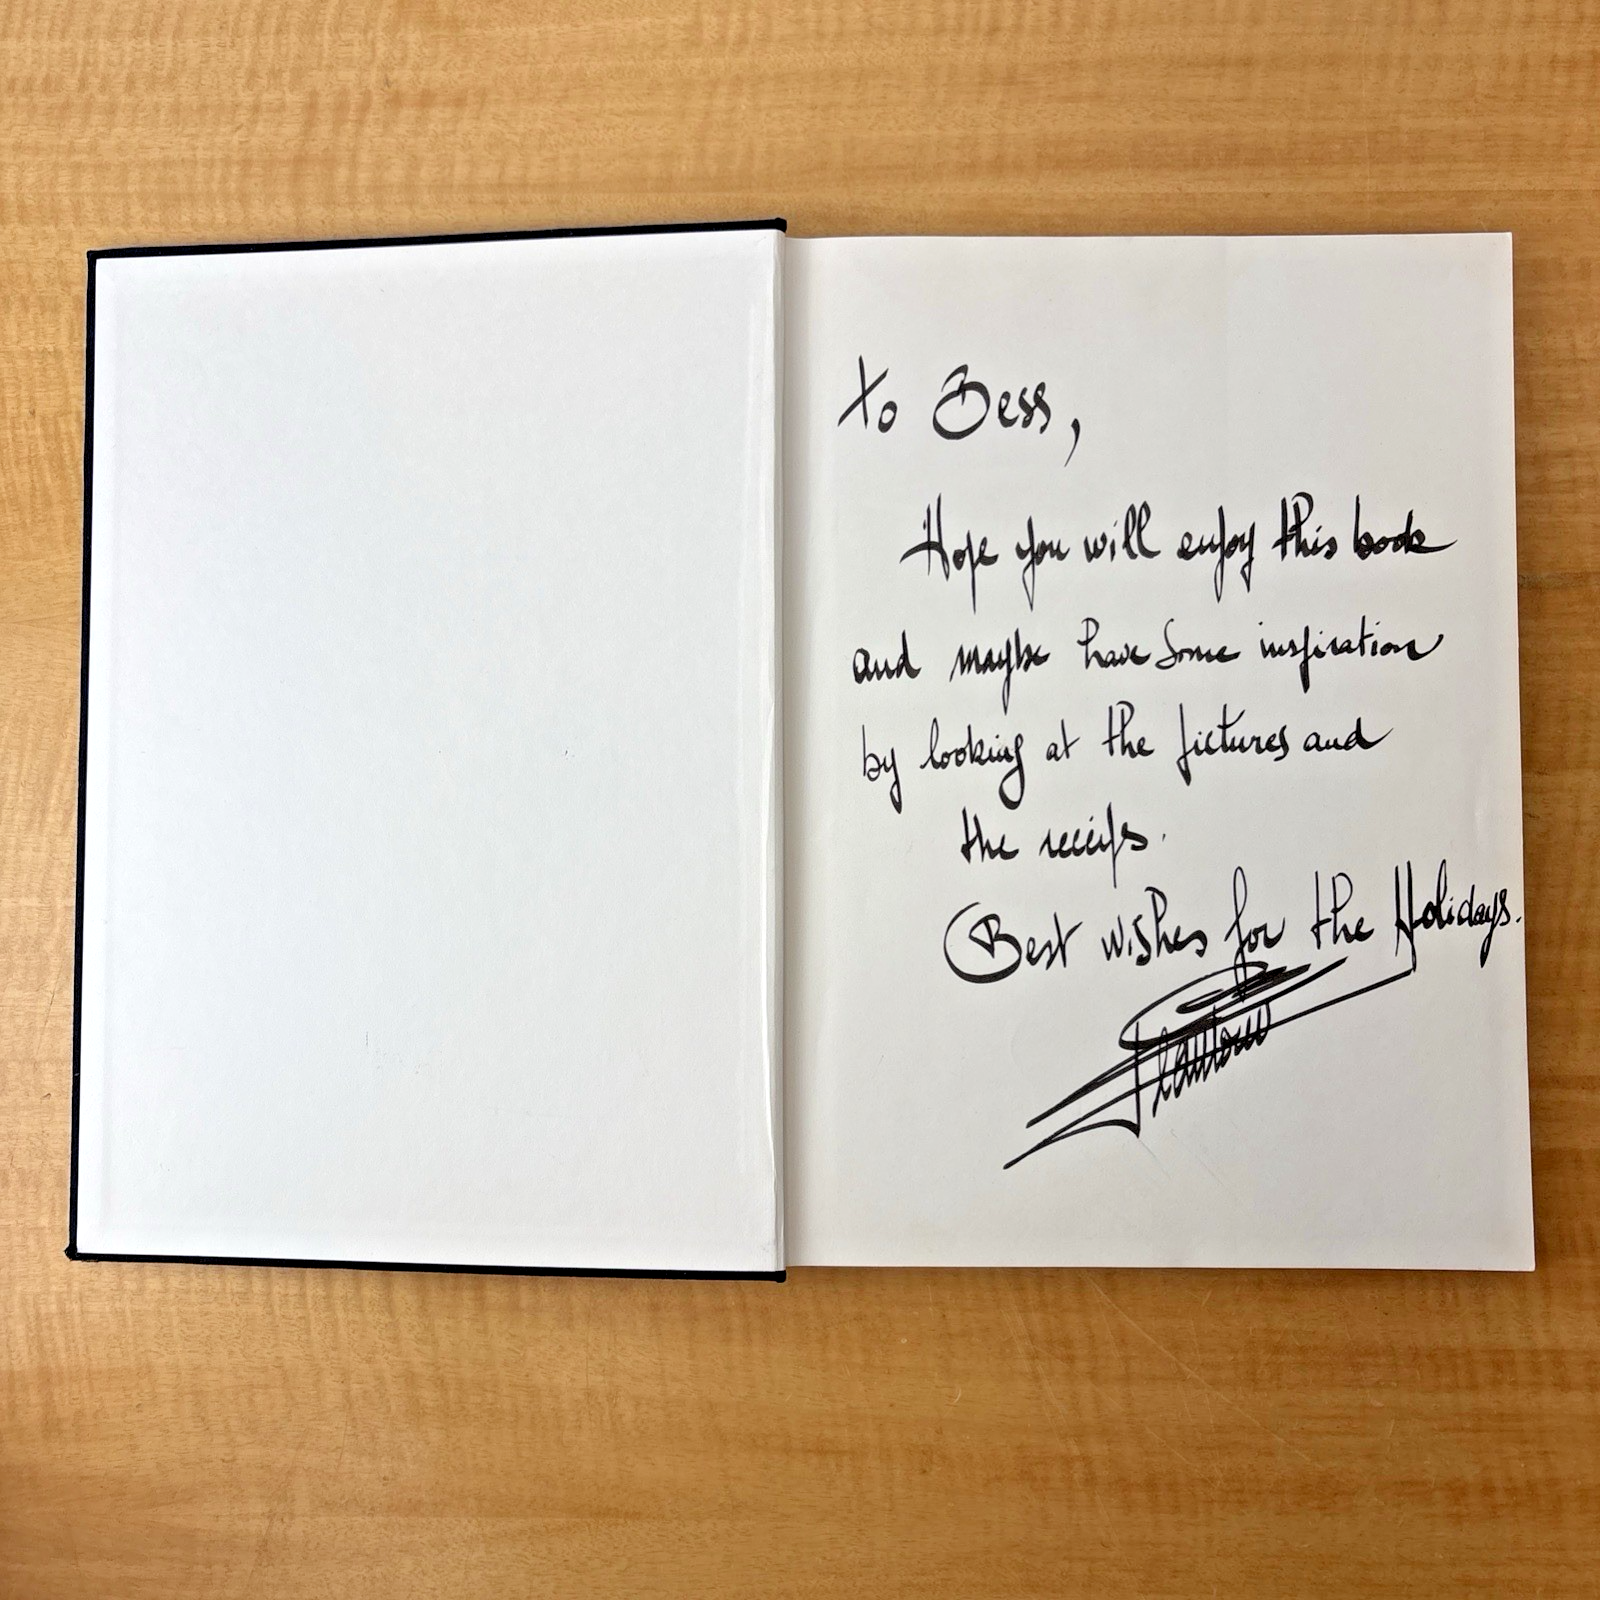 To Bess,
Hope you will enjoy this book
and maybe have some inspiration
by looking at the pictures and
the receips.
Best wishes for the Holidays.